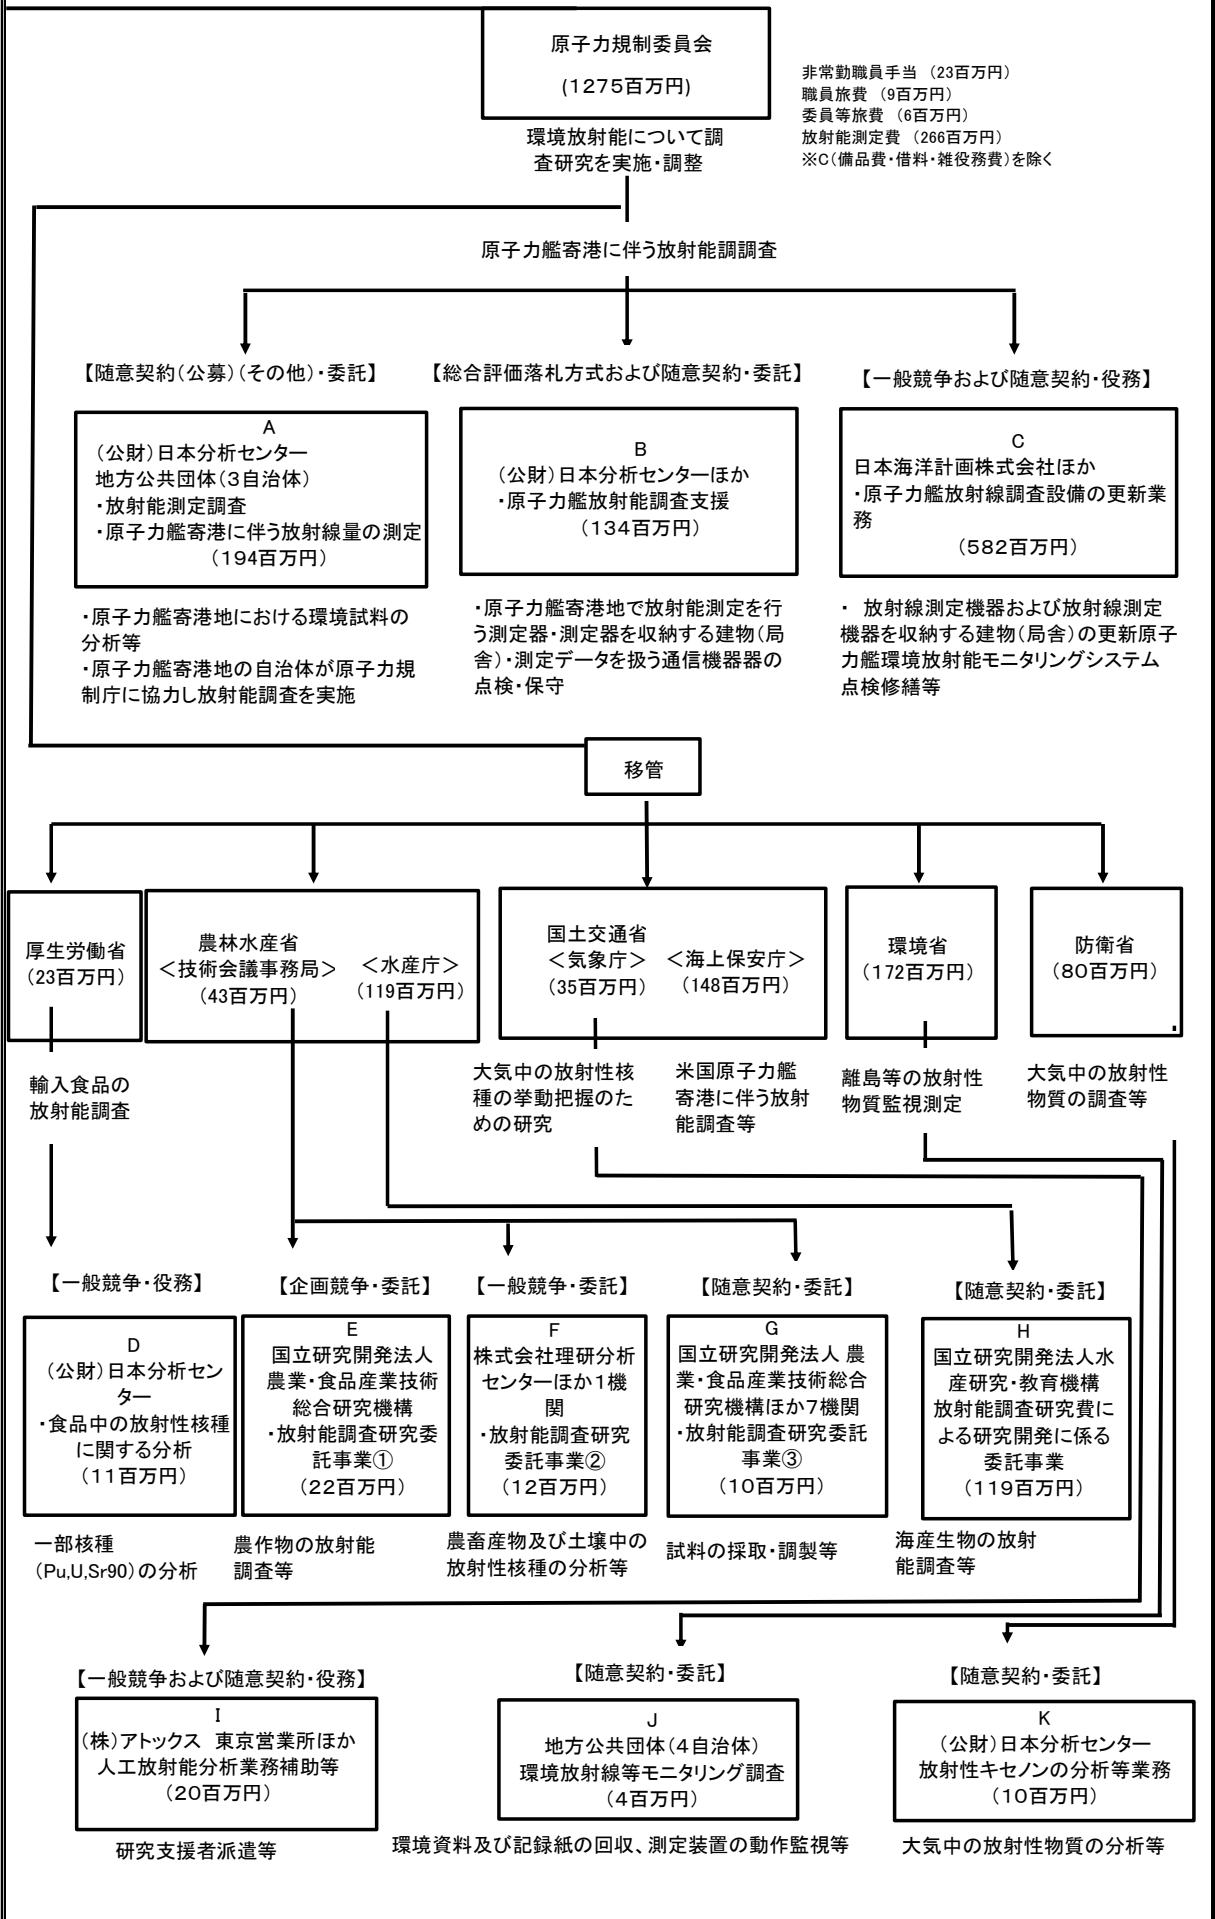 原子力規制委員会
(1275百万円)
非常勤職員手当 (23百万円)
職員旅費 (9百万円)
委員等旅費 (6百万円)
放射能測定費 (266百万円)
※C(備品費・借料・雑役務費)を除く
環境放射能について調
査研究を実施・調整
原子力艦寄港に伴う放射能調調査
【随意契約(公募)(その他)・委託】
【総合評価落札方式および随意契約・委託】
【一般競争および随意契約・役務】
A
(公財)日本分析センター
地方公共団体(3自治体)
・放射能測定調査
・原子力艦寄港に伴う放射線量の測定
(194百万円)
B
(公財)日本分析センターほか
・原子力艦放射能調査支援
(134百万円)
C
日本海洋計画株式会社ほか
・原子力艦放射線調査設備の更新業
務
(582百万円)
・原子力艦寄港地における環境試料の
分析等
・原子力艦寄港地の自治体が原子力規
制庁に協力し放射能調査を実施
・原子力艦寄港地で放射能測定を行
う測定器・測定器を収納する建物(局
舎)・測定データを扱う通信機器器の
点検・保守
・ 放射線測定機器および放射線測定
機器を収納する建物(局舎)の更新原子
力艦環境放射能モニタリングシステム
点検修繕等
移管
厚生労働省
(23百万円)
農林水産省
<技術会議事務局>
(43百万円)
<水産庁>
(119百万円)
国土交通省
<気象庁>
(35百万円)
<海上保安庁>
(148百万円)
環境省
(172百万円)
防衛省
(80百万円)
輸入食品の
放射能調査
大気中の放射性核
種の挙動把握のた
めの研究
米国原子力艦
寄港に伴う放射
能調査等
離島等の放射性
物質監視測定
大気中の放射性
物質の調査等
【一般競争・役務】
【企画競争・委託】
【一般競争・委託】
【随意契約・委託】
【随意契約・委託】
D
(公財)日本分析セン
ター
・食品中の放射性核種
に関する分析
(11百万円)
E
国立研究開発法人
農業・食品産業技術
総合研究機構
・放射能調査研究委
託事業①
(22百万円)
F
株式会社理研分析
センターほか1機
関
・放射能調査研究
委託事業②
(12百万円)
G
国立研究開発法人 農
業・食品産業技術総合
研究機構ほか7機関
・放射能調査研究委託
事業③
(10百万円)
H
国立研究開発法人水
産研究・教育機構
放射能調査研究費に
よる研究開発に係る
委託事業
(119百万円)
一部核種
(Pu,U,Sr90)の分析
農作物の放射能
調査等
農畜産物及び土壌中の
放射性核種の分析等
試料の採取・調製等
海産生物の放射
能調査等
【一般競争および随意契約・役務】
【随意契約・委託】
【随意契約・委託】
I
(株)アトックス 東京営業所ほか
人工放射能分析業務補助等
(20百万円)
J
地方公共団体(4自治体)
環境放射線等モニタリング調査
(4百万円)
K
(公財)日本分析センター
放射性キセノンの分析等業務
(10百万円)
研究支援者派遣等
環境資料及び記録紙の回収、測定装置の動作監視等
大気中の放射性物質の分析等